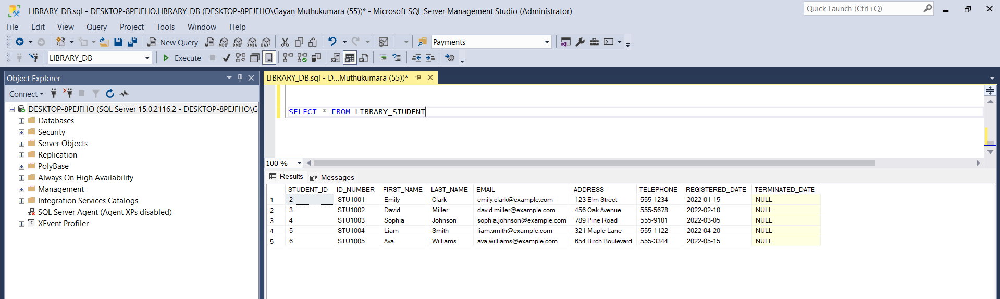 LIBRARY_DB.sql - DESKTOP-8PEJFHO.LIBRARY_DB (DESKTOP-8PEJFHO\Gayan Muthukumara (55))* - Microsoft SQL Server Management Studio (Administrator)
Quick Launch (Ctrl+Q)
File Edit View Query Project Tools Window Help
New Query MDX DMX XMLA DAX Payments
LIBRARY_DB Execute
Object Explorer
Connect
DESKTOP-8PEJFHO (SQL Server 15.0.2116.2 - DESKTOP-8PEJFHO\G
Databases
Security
Server Objects
Replication
PolyBase
Always On High Availability
Management
Integration Services Catalogs
SQL Server Agent (Agent XPs disabled)
XEvent Profiler
LIBRARY_DB.sql - D...Muthukumara (55))*
SELECT * FROM LIBRARY_STUDENT
100 %
Results Messages
STUDENT_ID ID_NUMBER FIRST_NAME LAST_NAME EMAIL ADDRESS TELEPHONE REGISTERED_DATE TERMINATED_DATE
1 2 STU1001 Emily Clark emily.clark@example.com 123 Elm Street 555-1234 2022-01-15 NULL
2 3 STU1002 David Miller david.miller@example.com 456 Oak Avenue 555-5678 2022-02-10 NULL
3 4 STU1003 Sophia Johnson sophia.johnson@example.com 789 Pine Road 555-9101 2022-03-05 NULL
4 5 STU1004 Liam Smith liam.smith@example.com 321 Maple Lane 555-1122 2022-04-20 NULL
5 6 STU1005 Ava Williams ava.williams@example.com 654 Birch Boulevard 555-3344 2022-05-15 NULL